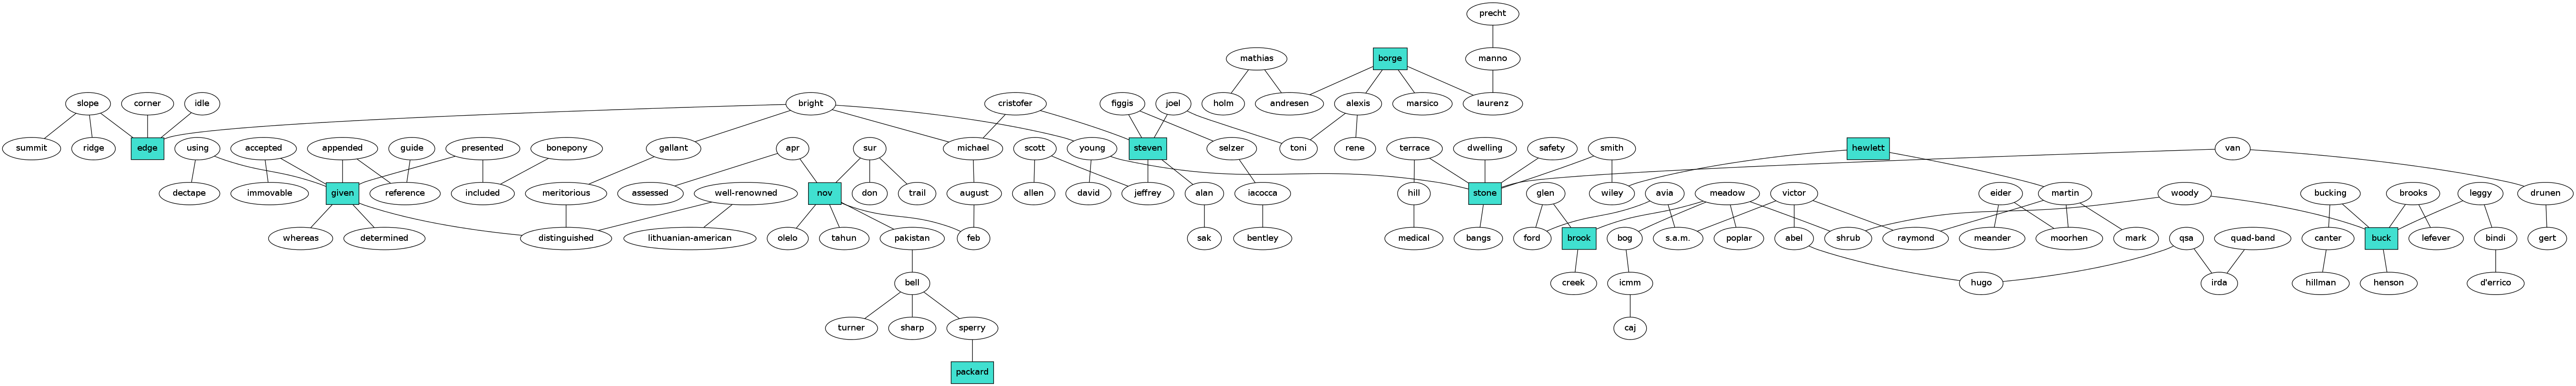 precht
mathias
borge
manno
slope
corner
idle
bright
cristofer
figgis
joel
holm
andresen
alexis
marsico
laurenz
summit
ridge
edge
using
accepted
appended
guide
presented
bonepony
gallant
apr
sur
michael
scott
young
steven
selzer
toni
rene
terrace
dwelling
safety
smith
hewlett
van
dectape
immovable
given
reference
included
meritorious
assessed
well-renowned
nov
don
trail
august
allen
david
jeffrey
alan
iacocca
hill
stone
glen
wiley
avia
meadow
victor
eider
martin
woody
bucking
brooks
leggy
drunen
whereas
determined
distinguished
lithuanian-american
olelo
tahun
pakistan
feb
sak
bentley
medical
bangs
ford
brook
bog
s.a.m.
poplar
abel
shrub
raymond
meander
moorhen
mark
qsa
quad-band
canter
buck
lefever
bindi
gert
bell
creek
icmm
hugo
irda
hillman
henson
d'errico
turner
sharp
sperry
caj
packard